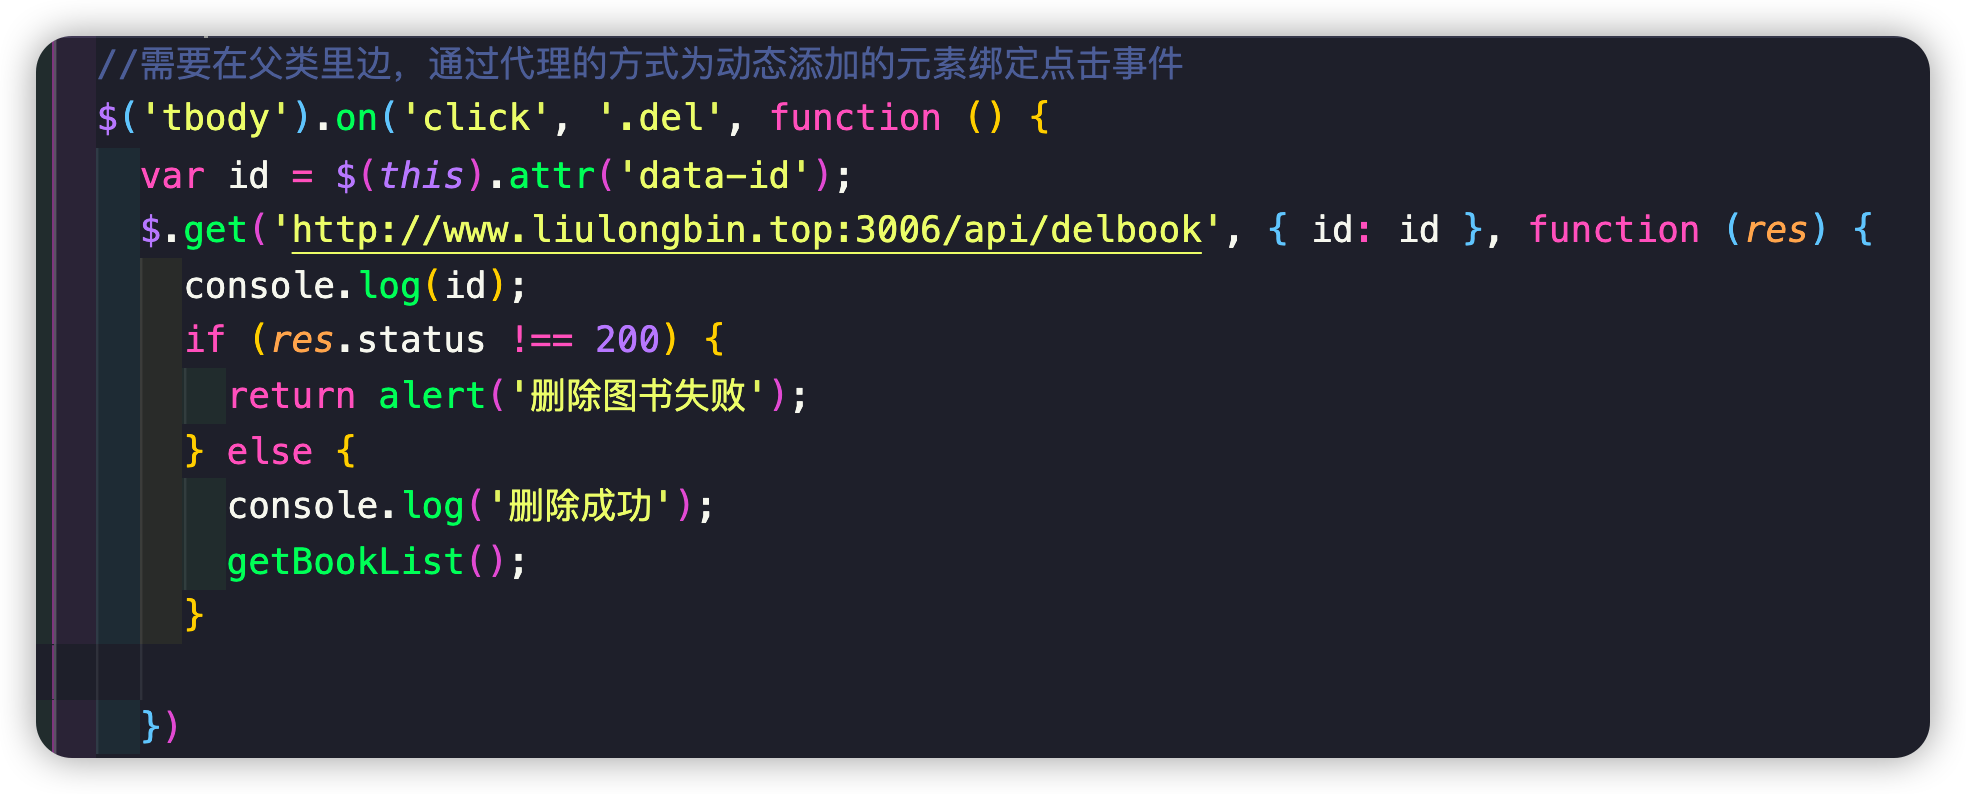 //需要在父类里边，通过代理的方式为动态添加的元素绑定点击事件
$('tbody').on('click', '.del', function () {
var id = $(this).attr('data-id');
$.get('http://www.liulongbin.top:3006/api/delbook', { id: id }, function (res) {
console.log(id);
if (res.status !== 200) {
return alert('删除图书失败');
} else {
console.log('删除成功');
getBookList();
}
})